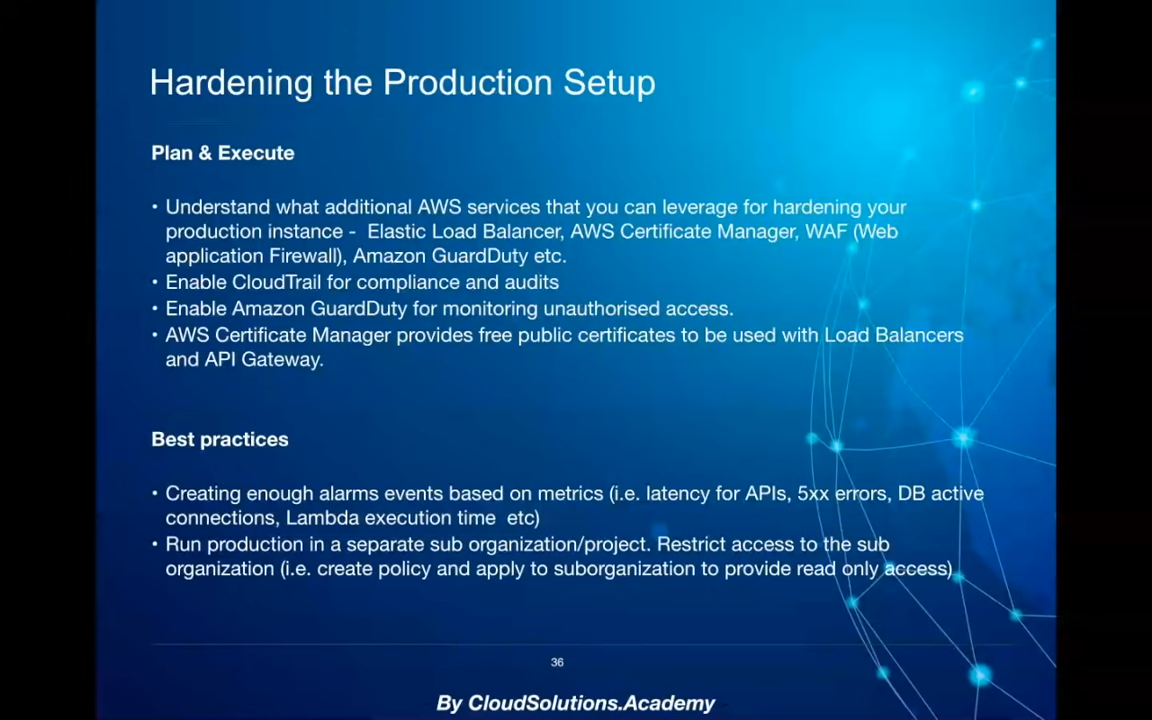 Hardening the Production Setup
Plan & Execute
• Understand what additional AWS services that you can leverage for hardening your
production instance -  Elastic Load Balancer, AWS Certificate Manager, WAF (Web
application Firewall), Amazon GuardDuty etc.
• Enable CloudTrail for compliance and audits
• Enable Amazon GuardDuty for monitoring unauthorised access.
• AWS Certificate Manager provides free public certificates to be used with Load Balancers
and API Gateway.
Best practices
• Creating enough alarms events based on metrics (i.e. latency for APIs, 5xx errors, DB active
connections, Lambda execution time  etc)
• Run production in a separate sub organization/project. Restrict access to the sub
organization (i.e. create policy and apply to suborganization to provide read only access)
36
By CloudSolutions.Academy